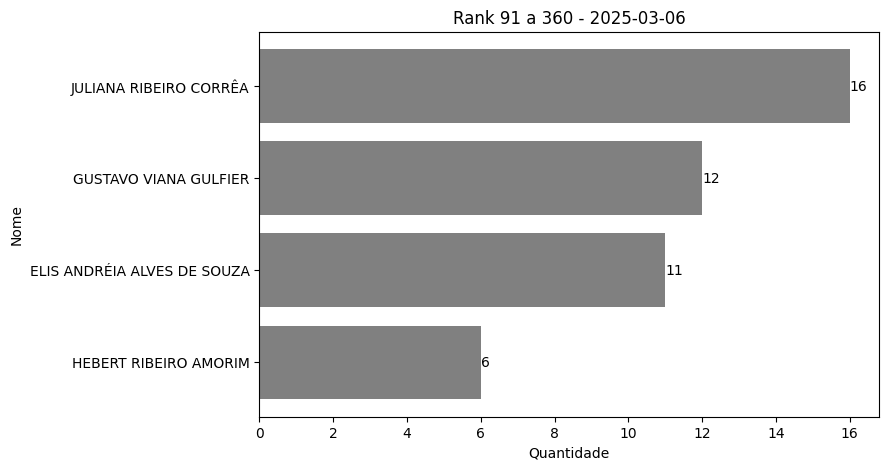 Rank 91 a 360 - 2025-03-06
Nome
JULIANA RIBEIRO CORRÊA
16
GUSTAVO VIANA GULFIER
12
ELIS ANDRÉIA ALVES DE SOUZA
11
HEBERT RIBEIRO AMORIM
6
0 2 4 6 8 10 12 14 16
Quantidade